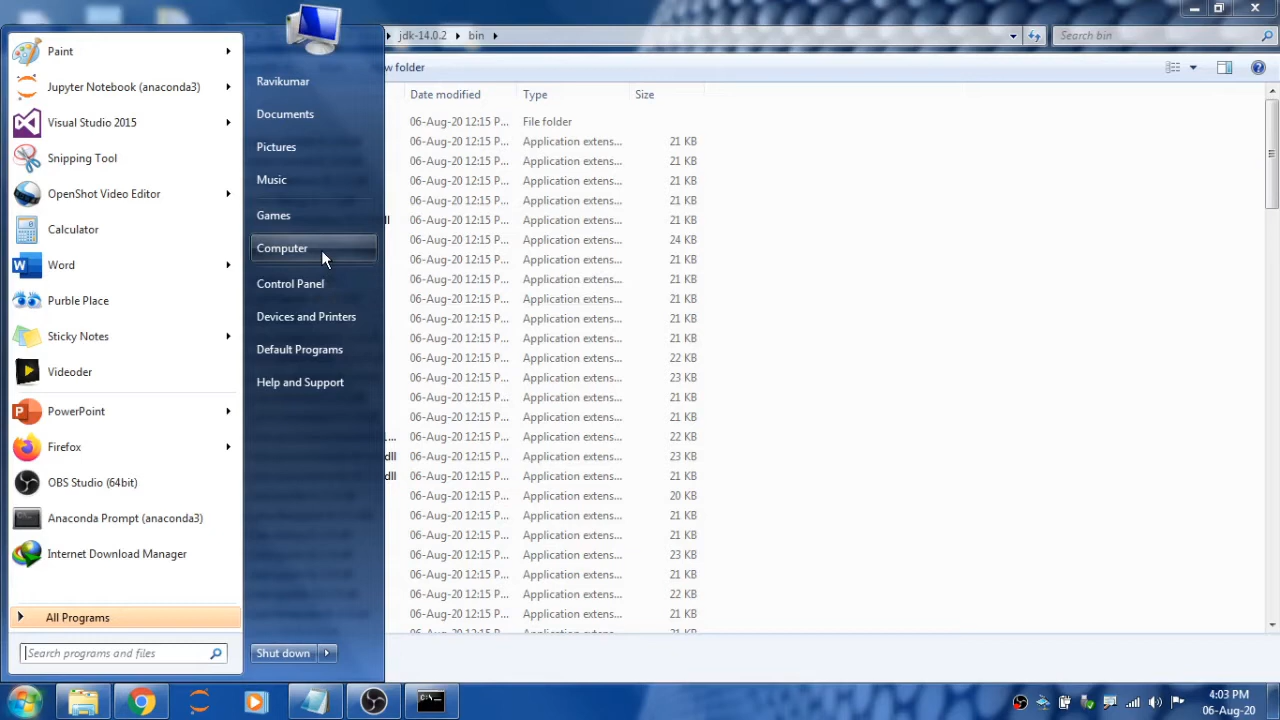 jdk-14.0.2 bin
Search bin
New folder
Date modified Type Size
06-Aug-20 12:15 P... File folder
06-Aug-20 12:15 P... Application extens... 21 KB
06-Aug-20 12:15 P... Application extens... 21 KB
06-Aug-20 12:15 P... Application extens... 21 KB
06-Aug-20 12:15 P... Application extens... 21 KB
06-Aug-20 12:15 P... Application extens... 21 KB
06-Aug-20 12:15 P... Application extens... 24 KB
06-Aug-20 12:15 P... Application extens... 21 KB
06-Aug-20 12:15 P... Application extens... 21 KB
06-Aug-20 12:15 P... Application extens... 21 KB
06-Aug-20 12:15 P... Application extens... 21 KB
06-Aug-20 12:15 P... Application extens... 21 KB
06-Aug-20 12:15 P... Application extens... 22 KB
06-Aug-20 12:15 P... Application extens... 23 KB
06-Aug-20 12:15 P... Application extens... 21 KB
06-Aug-20 12:15 P... Application extens... 21 KB
06-Aug-20 12:15 P... Application extens... 22 KB
dll 06-Aug-20 12:15 P... Application extens... 23 KB
dll 06-Aug-20 12:15 P... Application extens... 21 KB
06-Aug-20 12:15 P... Application extens... 20 KB
06-Aug-20 12:15 P... Application extens... 21 KB
06-Aug-20 12:15 P... Application extens... 21 KB
06-Aug-20 12:15 P... Application extens... 23 KB
06-Aug-20 12:15 P... Application extens... 21 KB
06-Aug-20 12:15 P... Application extens... 22 KB
06-Aug-20 12:15 P... Application extens... 21 KB
06-Aug-20 12:15 P... Application extens... 21 KB
Paint
Jupyter Notebook (anaconda3)
Visual Studio 2015
Snipping Tool
OpenShot Video Editor
Calculator
Word
Purble Place
Sticky Notes
Videoder
PowerPoint
Firefox
OBS Studio (64bit)
Anaconda Prompt (anaconda3)
Internet Download Manager
All Programs
Search programs and files
Ravikumar
Documents
Pictures
Music
Games
Computer
Control Panel
Devices and Printers
Default Programs
Help and Support
Shut down
4:03 PM
06-Aug-20